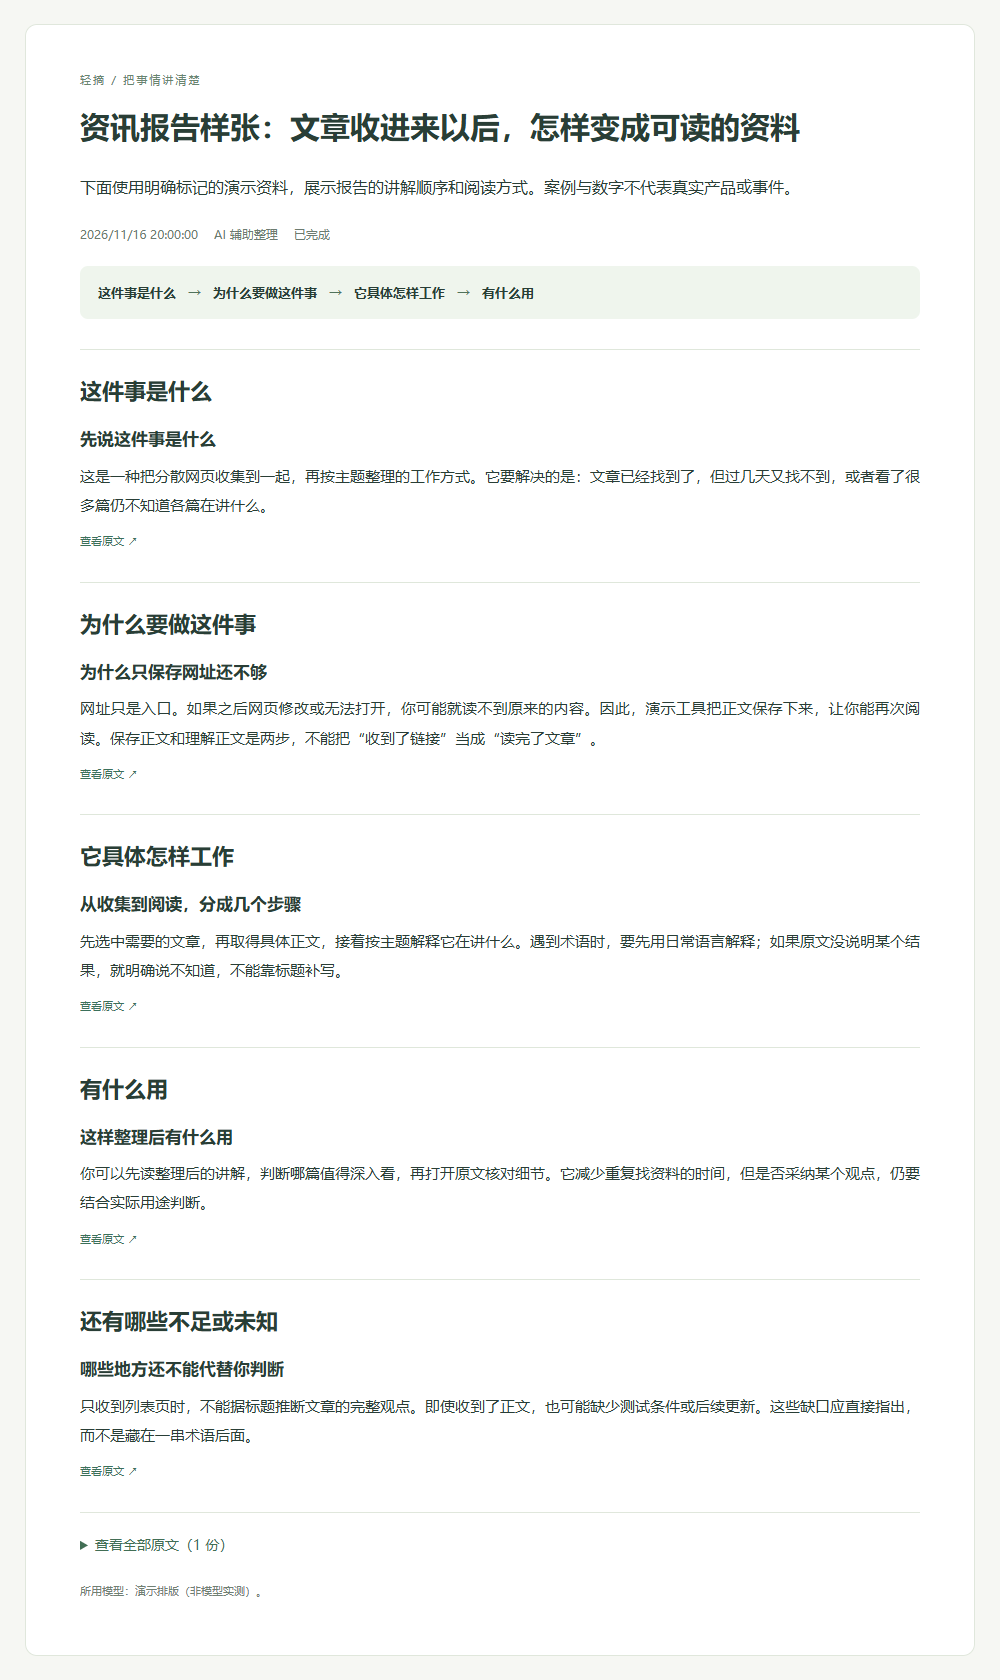 轻摘 / 把事情讲清楚
资讯报告样张：文章收进来以后，怎样变成可读的资料
下面使用明确标记的演示资料，展示报告的讲解顺序和阅读方式。案例与数字不代表真实产品或事件。
2026/11/16 20:00:00 AI 辅助整理 已完成
这件事是什么 → 为什么要做这件事 → 它具体怎样工作 → 有什么用
这件事是什么
先说这件事是什么
这是一种把分散网页收集到一起，再按主题整理的工作方式。它要解决的是：文章已经找到了，但过几天又找不到，或者看了很
多篇仍不知道各篇在讲什么。
查看原文 ↗
为什么要做这件事
为什么只保存网址还不够
网址只是入口。如果之后网页修改或无法打开，你可能就读不到原来的内容。因此，演示工具把正文保存下来，让你能再次阅
读。保存正文和理解正文是两步，不能把“收到了链接”当成“读完了文章”。
查看原文 ↗
它具体怎样工作
从收集到阅读，分成几个步骤
先选中需要的文章，再取得具体正文，接着按主题解释它在讲什么。遇到术语时，要先用日常语言解释；如果原文没说明某个结
果，就明确说不知道，不能靠标题补写。
查看原文 ↗
有什么用
这样整理后有什么用
你可以先读整理后的讲解，判断哪篇值得深入看，再打开原文核对细节。它减少重复找资料的时间，但是否采纳某个观点，仍要
结合实际用途判断。
查看原文 ↗
还有哪些不足或未知
哪些地方还不能代替你判断
只收到列表页时，不能据标题推断文章的完整观点。即使收到了正文，也可能缺少测试条件或后续更新。这些缺口应直接指出，
而不是藏在一串术语后面。
查看原文 ↗
▶ 查看全部原文（1 份）
所用模型：演示排版（非模型实测）。